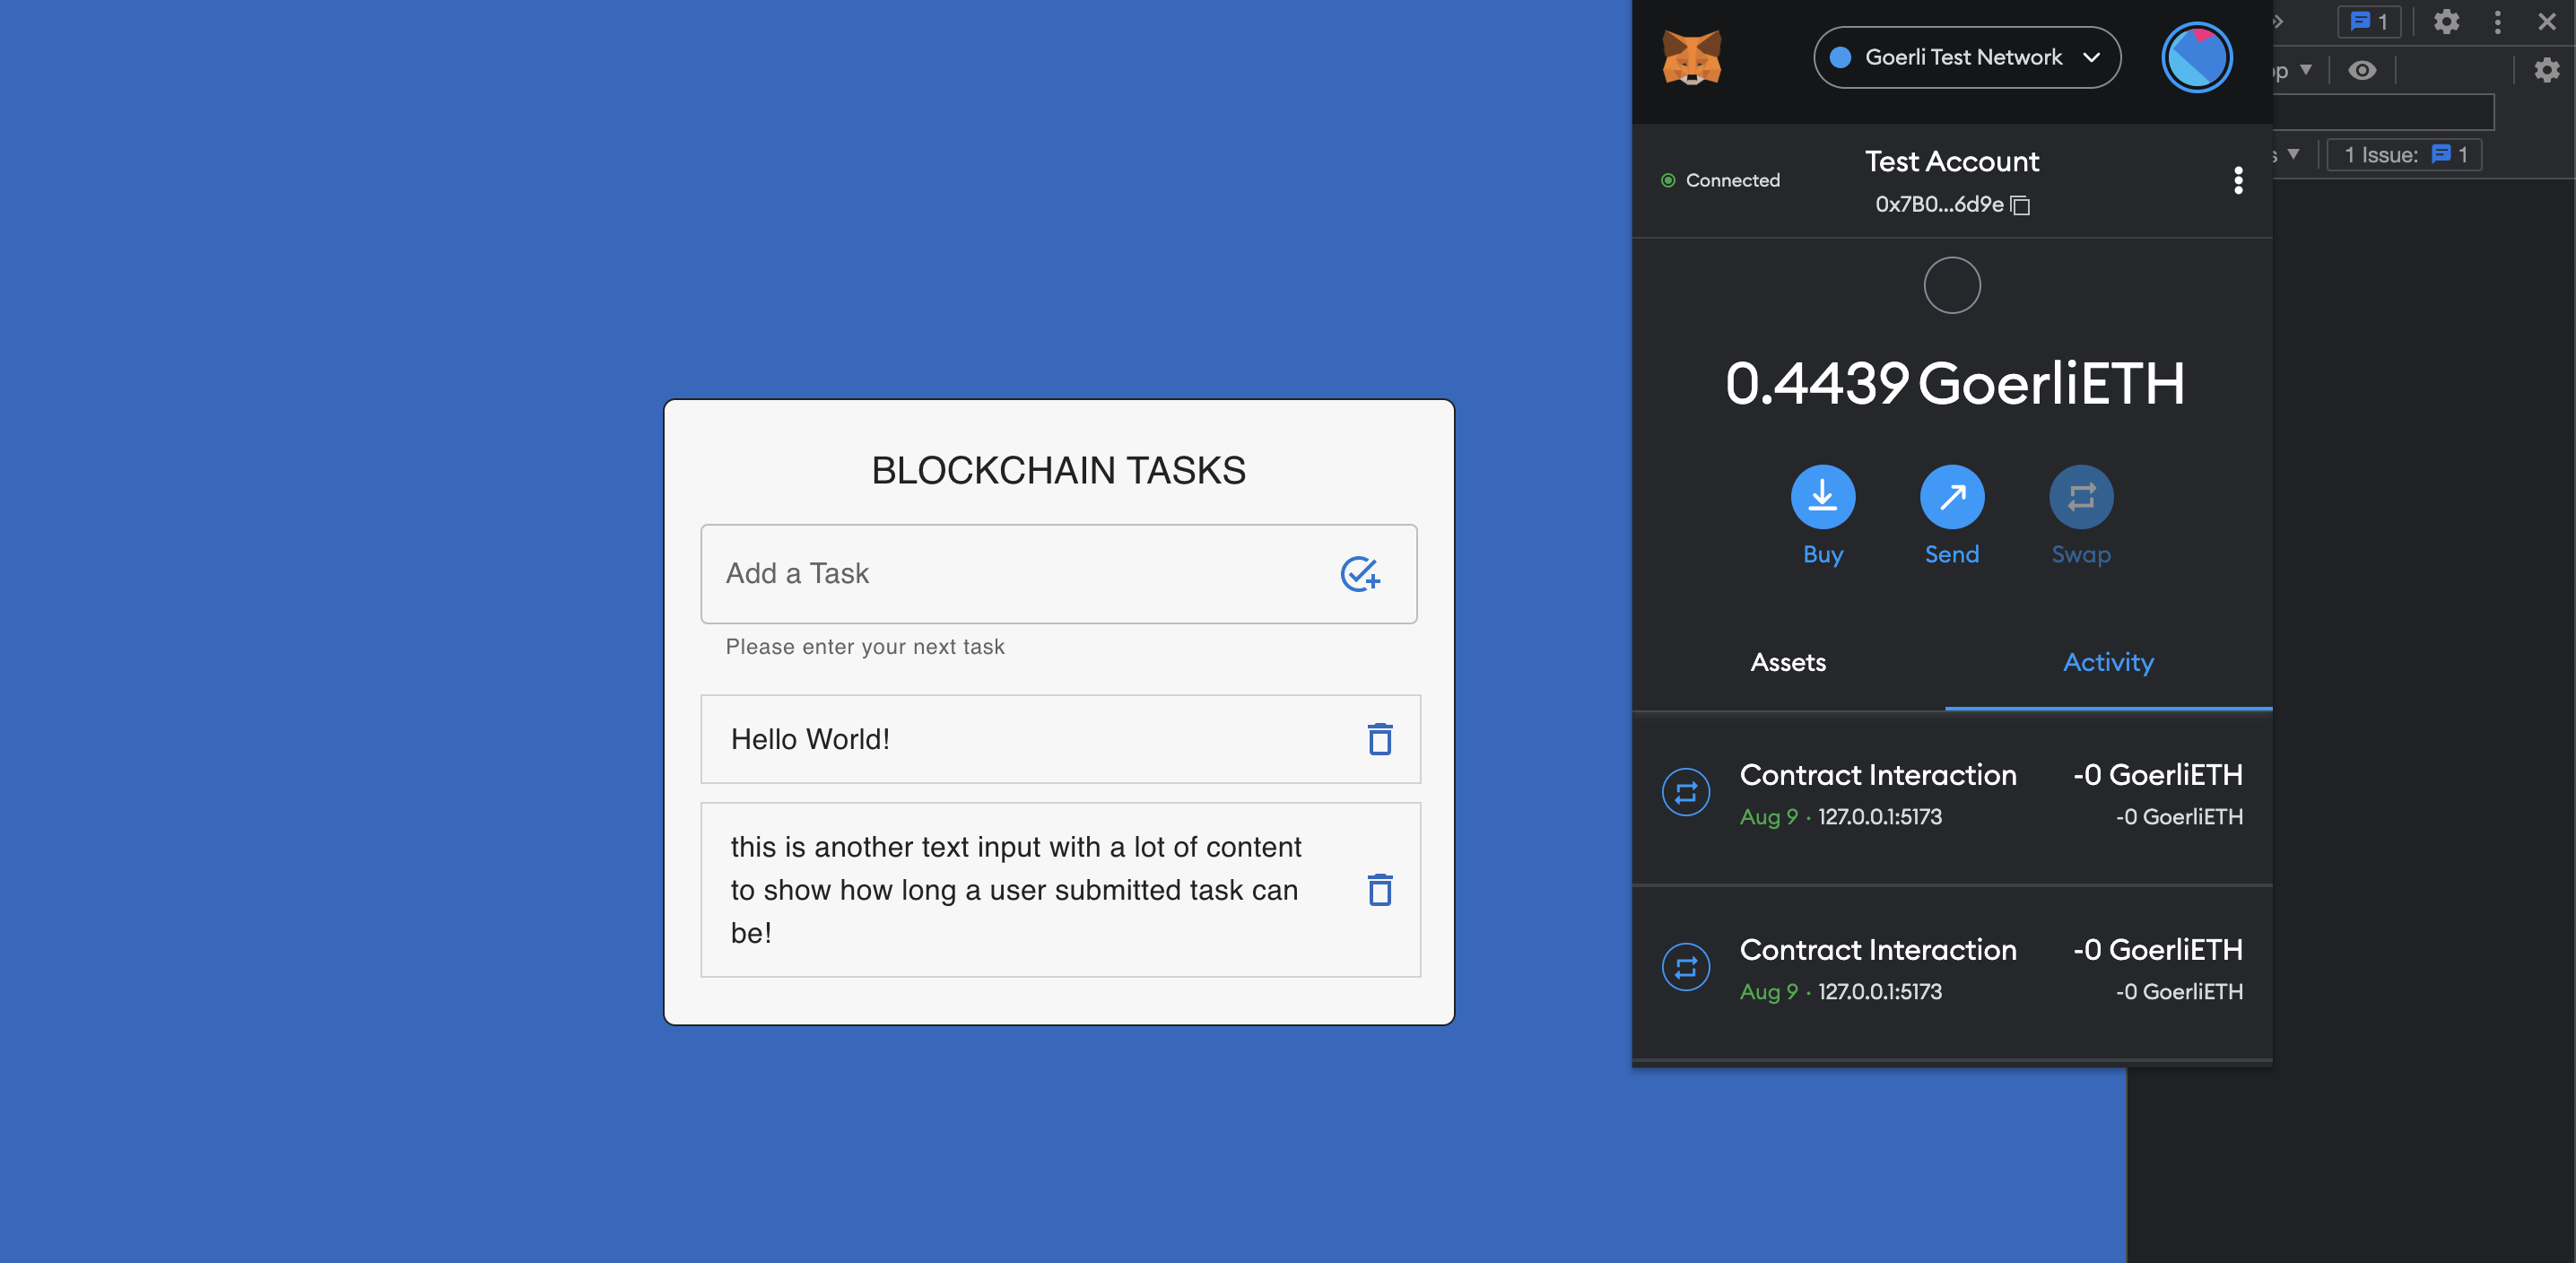 BLOCKCHAIN TASKS
Add a Task
Please enter your next task
Hello World!
this is another text input with a lot of content
to show how long a user submitted task can
be!
Goerli Test Network
Connected
Test Account
0x7B0...6d9e
0.4439 GoerliETH
Buy
Send
Swap
Assets
Activity
Contract Interaction
-0 GoerliETH
Aug 9 · 127.0.0.1:5173
-0 GoerliETH
Contract Interaction
-0 GoerliETH
Aug 9 · 127.0.0.1:5173
-0 GoerliETH
1
1 Issue: 1